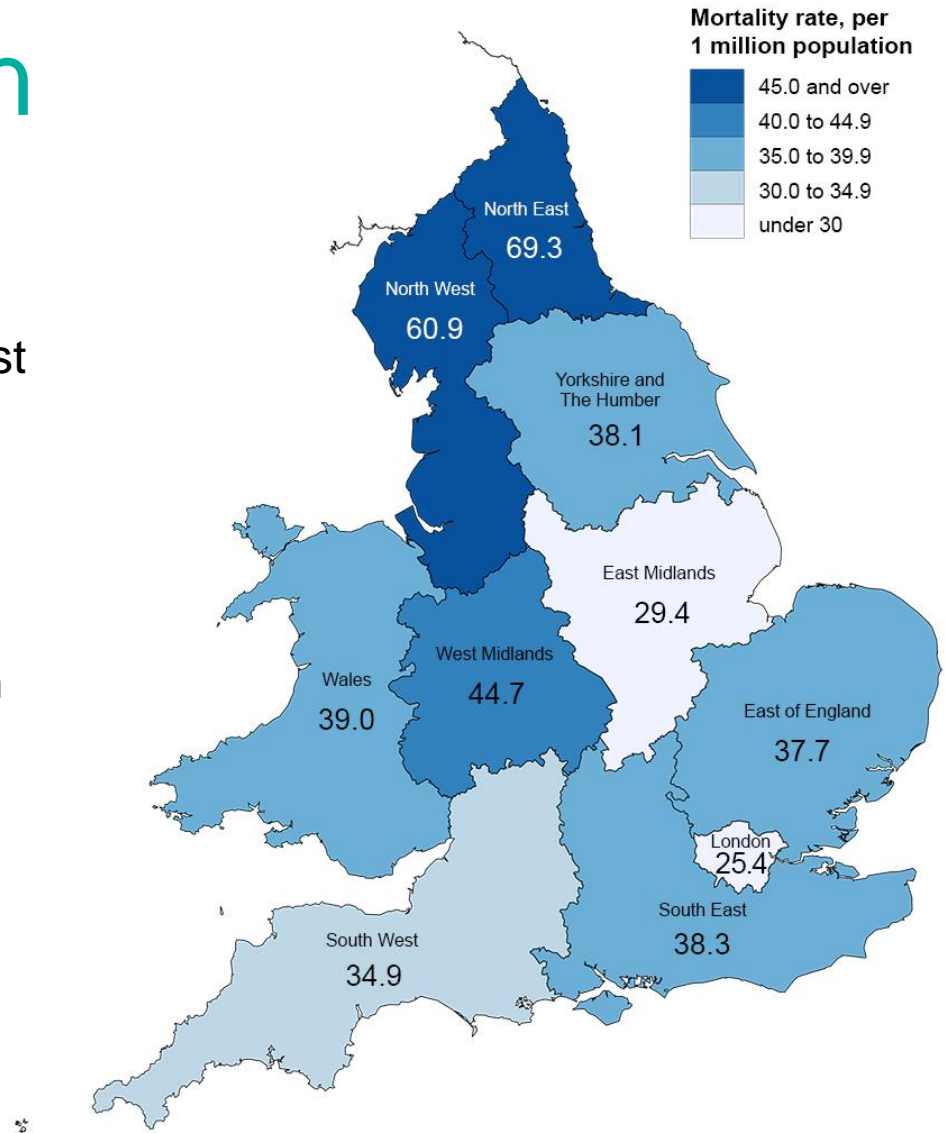 n
st
Mortality rate, per
1 million population
45.0 and over
40.0 to 44.9
35.0 to 39.9
30.0 to 34.9
under 30
North East
69.3
North West
60.9
Yorkshire and
The Humber
38.1
East Midlands
29.4
West Midlands
44.7
Wales
39.0
East of England
37.7
London
25.4
South East
38.3
South West
34.9